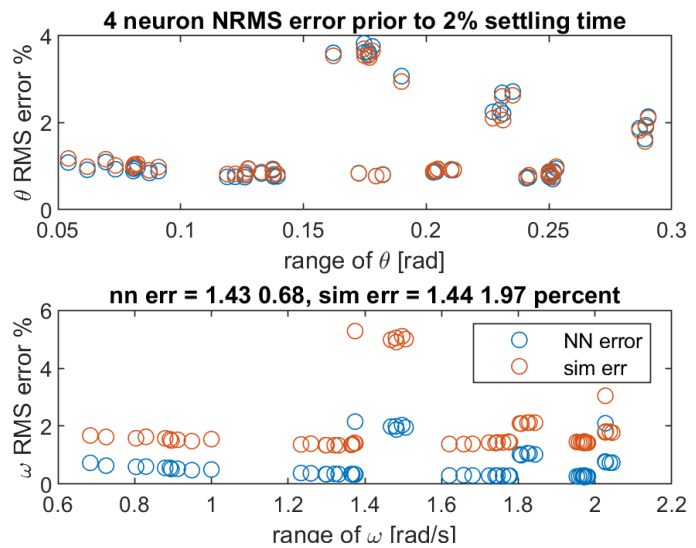 4 neuron NRMS error prior to 2% settling time
4
2
0
θ RMS error %
0.05 0.1 0.15 0.2 0.25 0.3
range of θ [rad]
nn err = 1.43 0.68, sim err = 1.44 1.97 percent
6
4
2
0
ω RMS error %
NN error
sim err
0.6 0.8 1 1.2 1.4 1.6 1.8 2 2.2
range of ω [rad/s]